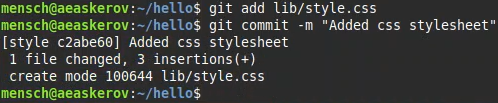 mensch@aeaskerov:~/hello$ git add lib/style.css
mensch@aeaskerov:~/hello$ git commit -m "Added css stylesheet"
[style c2abe60] Added css stylesheet
 1 file changed, 3 insertions(+)
 create mode 100644 lib/style.css
mensch@aeaskerov:~/hello$